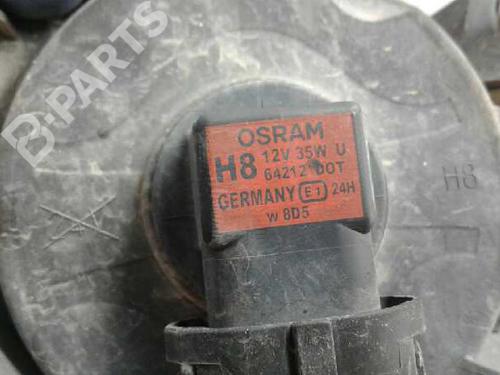 B-PARTS
OSRAM
H8 12V 35W U
64212 DOT
GERMANY E1 24H
W 8D5
H8